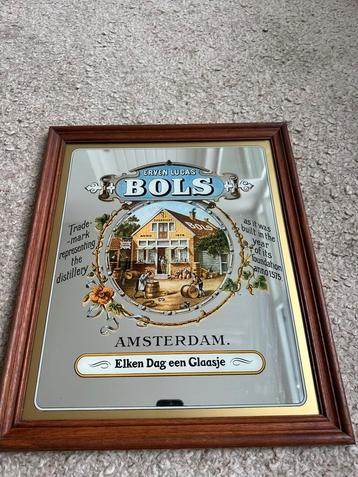 ERVEN LUCAS
BOLS
Trade-
-mark
representing
the
distillery
as it was
built in the
year
of its
foundation
anno 1575
AMSTERDAM.
Elken Dag een Glaasje